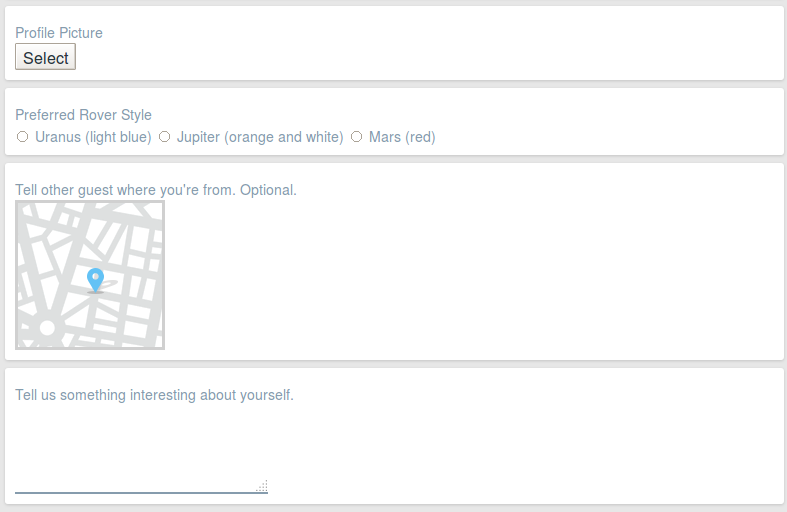 Profile Picture
Select
Preferred Rover Style
Uranus (light blue) Jupiter (orange and white) Mars (red)
Tell other guest where you're from. Optional.
Tell us something interesting about yourself.